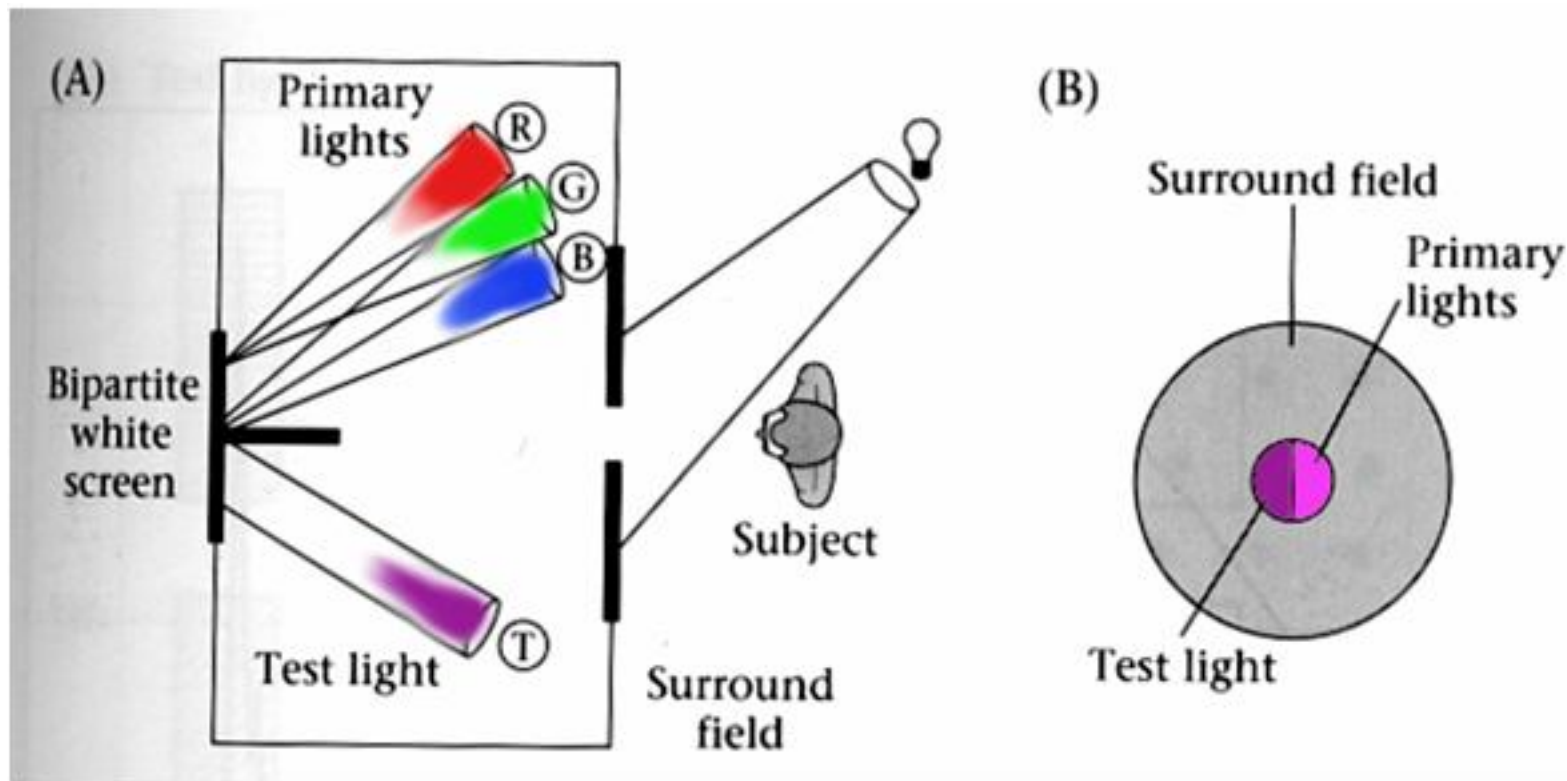 (A)
Primary
lights
R
G
B
Bipartite
white
screen
Subject
Test light
T
Surround
field
(B)
Surround field
Primary
lights
Test light